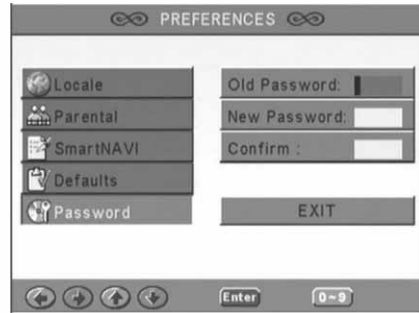 PREFERENCES
Locale
Parental
SmartNAVI
Defaults
Password
Old Password:
New Password:
Confirm :
EXIT
Enter
0~9